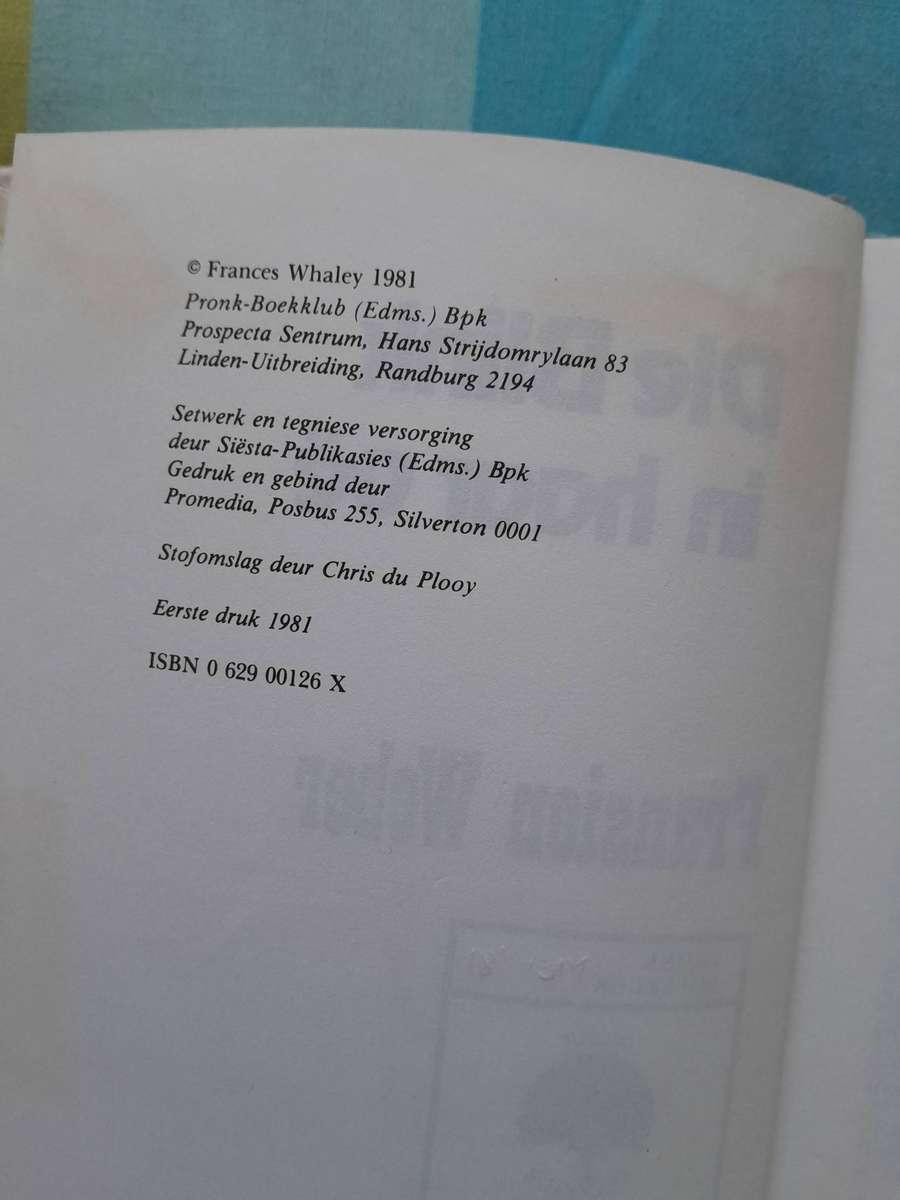 © Frances Whaley 1981
Pronk-Boekklub (Edms.) Bpk
Prospecta Sentrum, Hans Strijdomrylaan 83
Linden-Uitbreiding, Randburg 2194
Setwerk en tegniese versorging
deur Siësta-Publikasies (Edms.) Bpk
Gedruk en gebind deur
Promedia, Posbus 255, Silverton 0001
Stofomslag deur Chris du Plooy
Eerste druk 1981
ISBN 0 629 00126 X